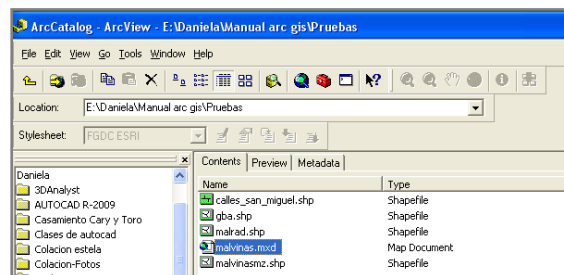 ArcCatalog - ArcView - E:\Daniela\Manual arc gis\Pruebas
File Edit View Go Tools Window Help
Location: E:\Daniela\Manual arc gis\Pruebas
Stylesheet: FGDC ESRI
Contents Preview Metadata
Daniela
3DAnalyst
AUTOCAD R-2009
Casamiento Cary y Toro
Clases de autocad
Colacion estela
Colacion-Fotos
Name Type
calles_san_miguel.shp Shapefile
gba.shp Shapefile
malrad.shp Shapefile
malvinas.mxd Map Document
malvinasmz.shp Shapefile